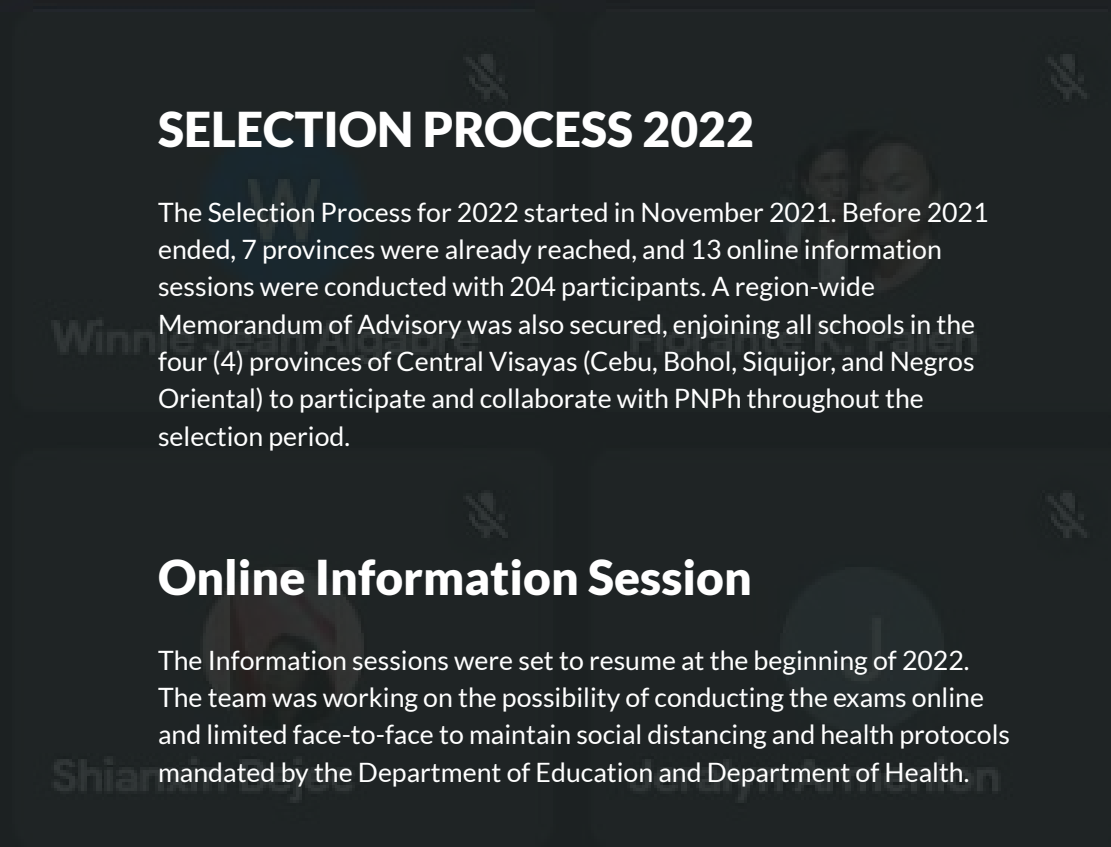 SELECTION PROCESS 2022
The Selection Process for 2022 started in November 2021. Before 2021
ended, 7 provinces were already reached, and 13 online information
sessions were conducted with 204 participants. A region-wide
Memorandum of Advisory was also secured, enjoining all schools in the
four (4) provinces of Central Visayas (Cebu, Bohol, Siquijor, and Negros
Oriental) to participate and collaborate with PNPh throughout the
selection period.
Online Information Session
The Information sessions were set to resume at the beginning of 2022.
The team was working on the possibility of conducting the exams online
and limited face-to-face to maintain social distancing and health protocols
mandated by the Department of Education and Department of Health.